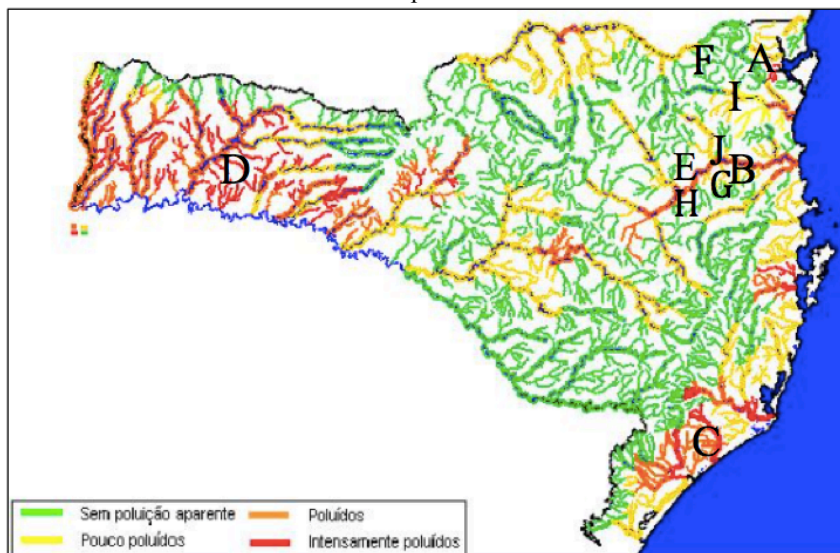 F A
I
J
E B
G
D
H
C
Sem poluição aparente Poluídos
Pouco poluídos Intensamente poluídos